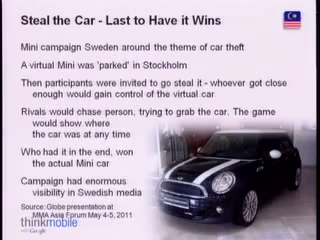 Steal the Car - Last to Have it Wins
Mini campaign Sweden around the theme of car theft
A virtual Mini was 'parked' in Stockholm
Then participants were invited to go steal it - whoever got close
enough would gain control of the virtual car
Rivals would chase person, trying to grab the car. The game
would show where
the car was at any time
Who had it in the end, won
the actual Mini car
Campaign had enormous
visibility in Swedish media
Source: Globe presentation at
MMA Asia Forum May 4-5, 2011
thinkmobile
with Google